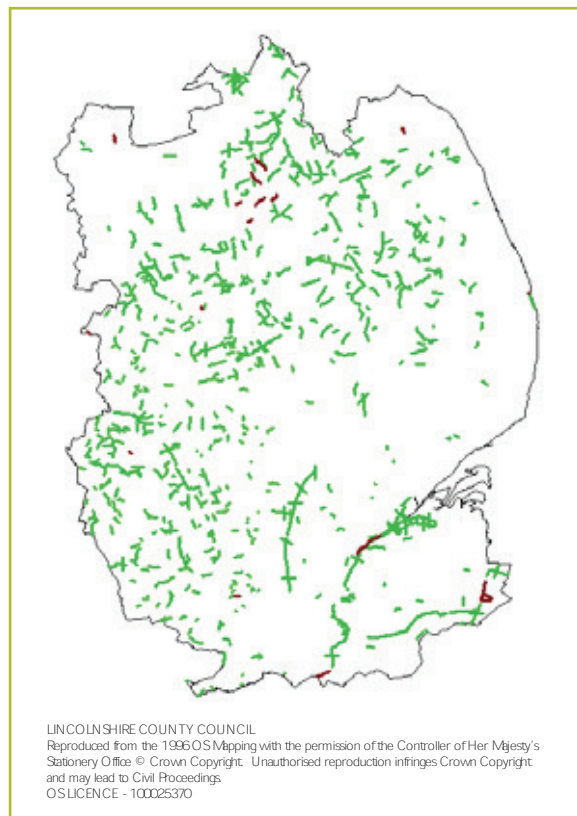 LINCOLNSHIRE COUNTY COUNCIL
Reproduced from the 1996 OS Mapping with the permission of the Controller of Her Majesty's
Stationery Office © Crown Copyright. Unauthorised reproduction infringes Crown Copyright
and may lead to Civil Proceedings.
OS LICENCE - 100025370